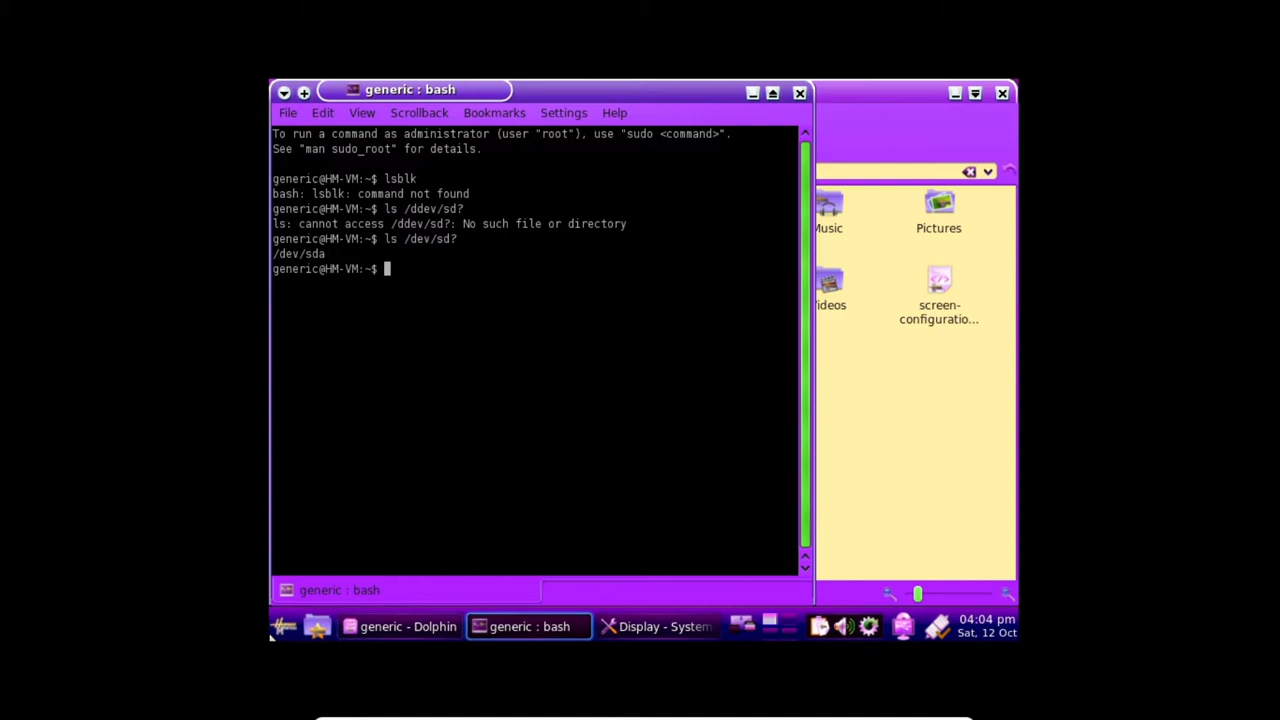 generic : bash
File Edit View Scrollback Bookmarks Settings Help
To run a command as administrator (user "root"), use "sudo <command>".
See "man sudo_root" for details.
generic@HM-VM:~$ lsblk
bash: lsblk: command not found
generic@HM-VM:~$ ls /ddev/sd?
ls: cannot access /ddev/sd?: No such file or directory
generic@HM-VM:~$ ls /dev/sd?
/dev/sda
generic@HM-VM:~$
Music
Pictures
ideos
screen-
configuratio...
generic : bash
generic - Dolphin
generic : bash
Display - System
04:04 pm
Sat, 12 Oct